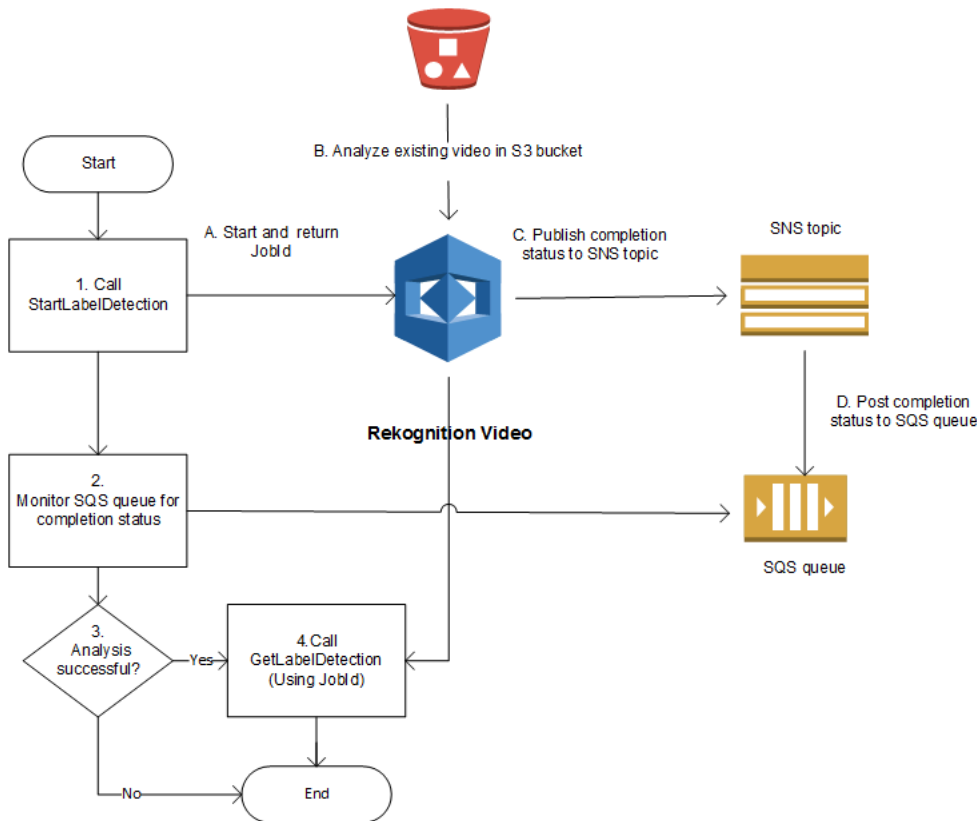 B. Analyze existing video in S3 bucket
Start
A. Start and return
JobId
C. Publish completion
status to SNS topic
SNS topic
1. Call
StartLabelDetection
D. Post completion
status to SQS queue
Rekognition Video
2.
Monitor SQS queue for
completion status
SQS queue
3.
Analysis
successful?
Yes
4.Call
GetLabelDetection
(Using JobId)
No
End